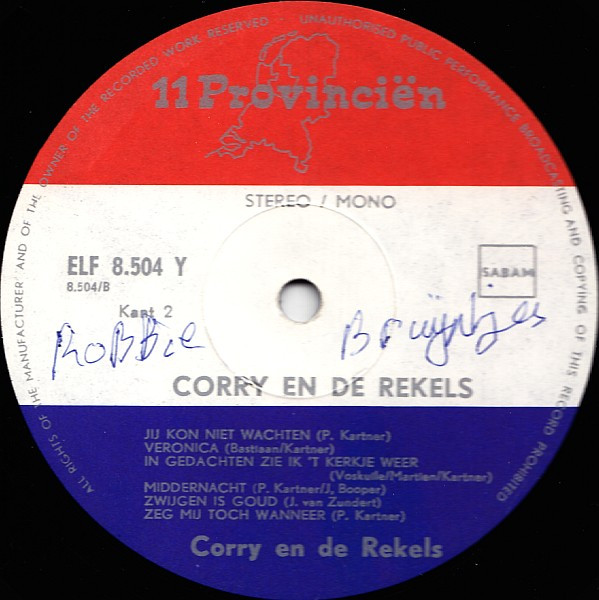 ALL RIGHTS OF THE MANUFACTURER AND OF THE OWNER OF THE RECORDED WORK RESERVED - UNAUTHORISED PUBLIC PERFORMANCE BROADCASTING AND COPYING OF THIS RECORD PROHIBITED
11 Provinciën
STEREO / MONO
ELF 8.504 Y
8.504/B
SABAM
Kant 2
RoBBie Bruijntjes
CORRY EN DE REKELS
JIJ KON NIET WACHTEN (P. Kartner)
VERONICA (Bastiaan/Kartner)
IN GEDACHTEN ZIE IK 'T KERKJE WEER
(Voskuile/Martien/Kartner)
MIDDERNACHT (P. Kartner/J. Booper)
ZWIJGEN IS GOUD (J. van Zundert)
ZEG MIJ TOCH WANNEER (P. Kartner)
Corry en de Rekels